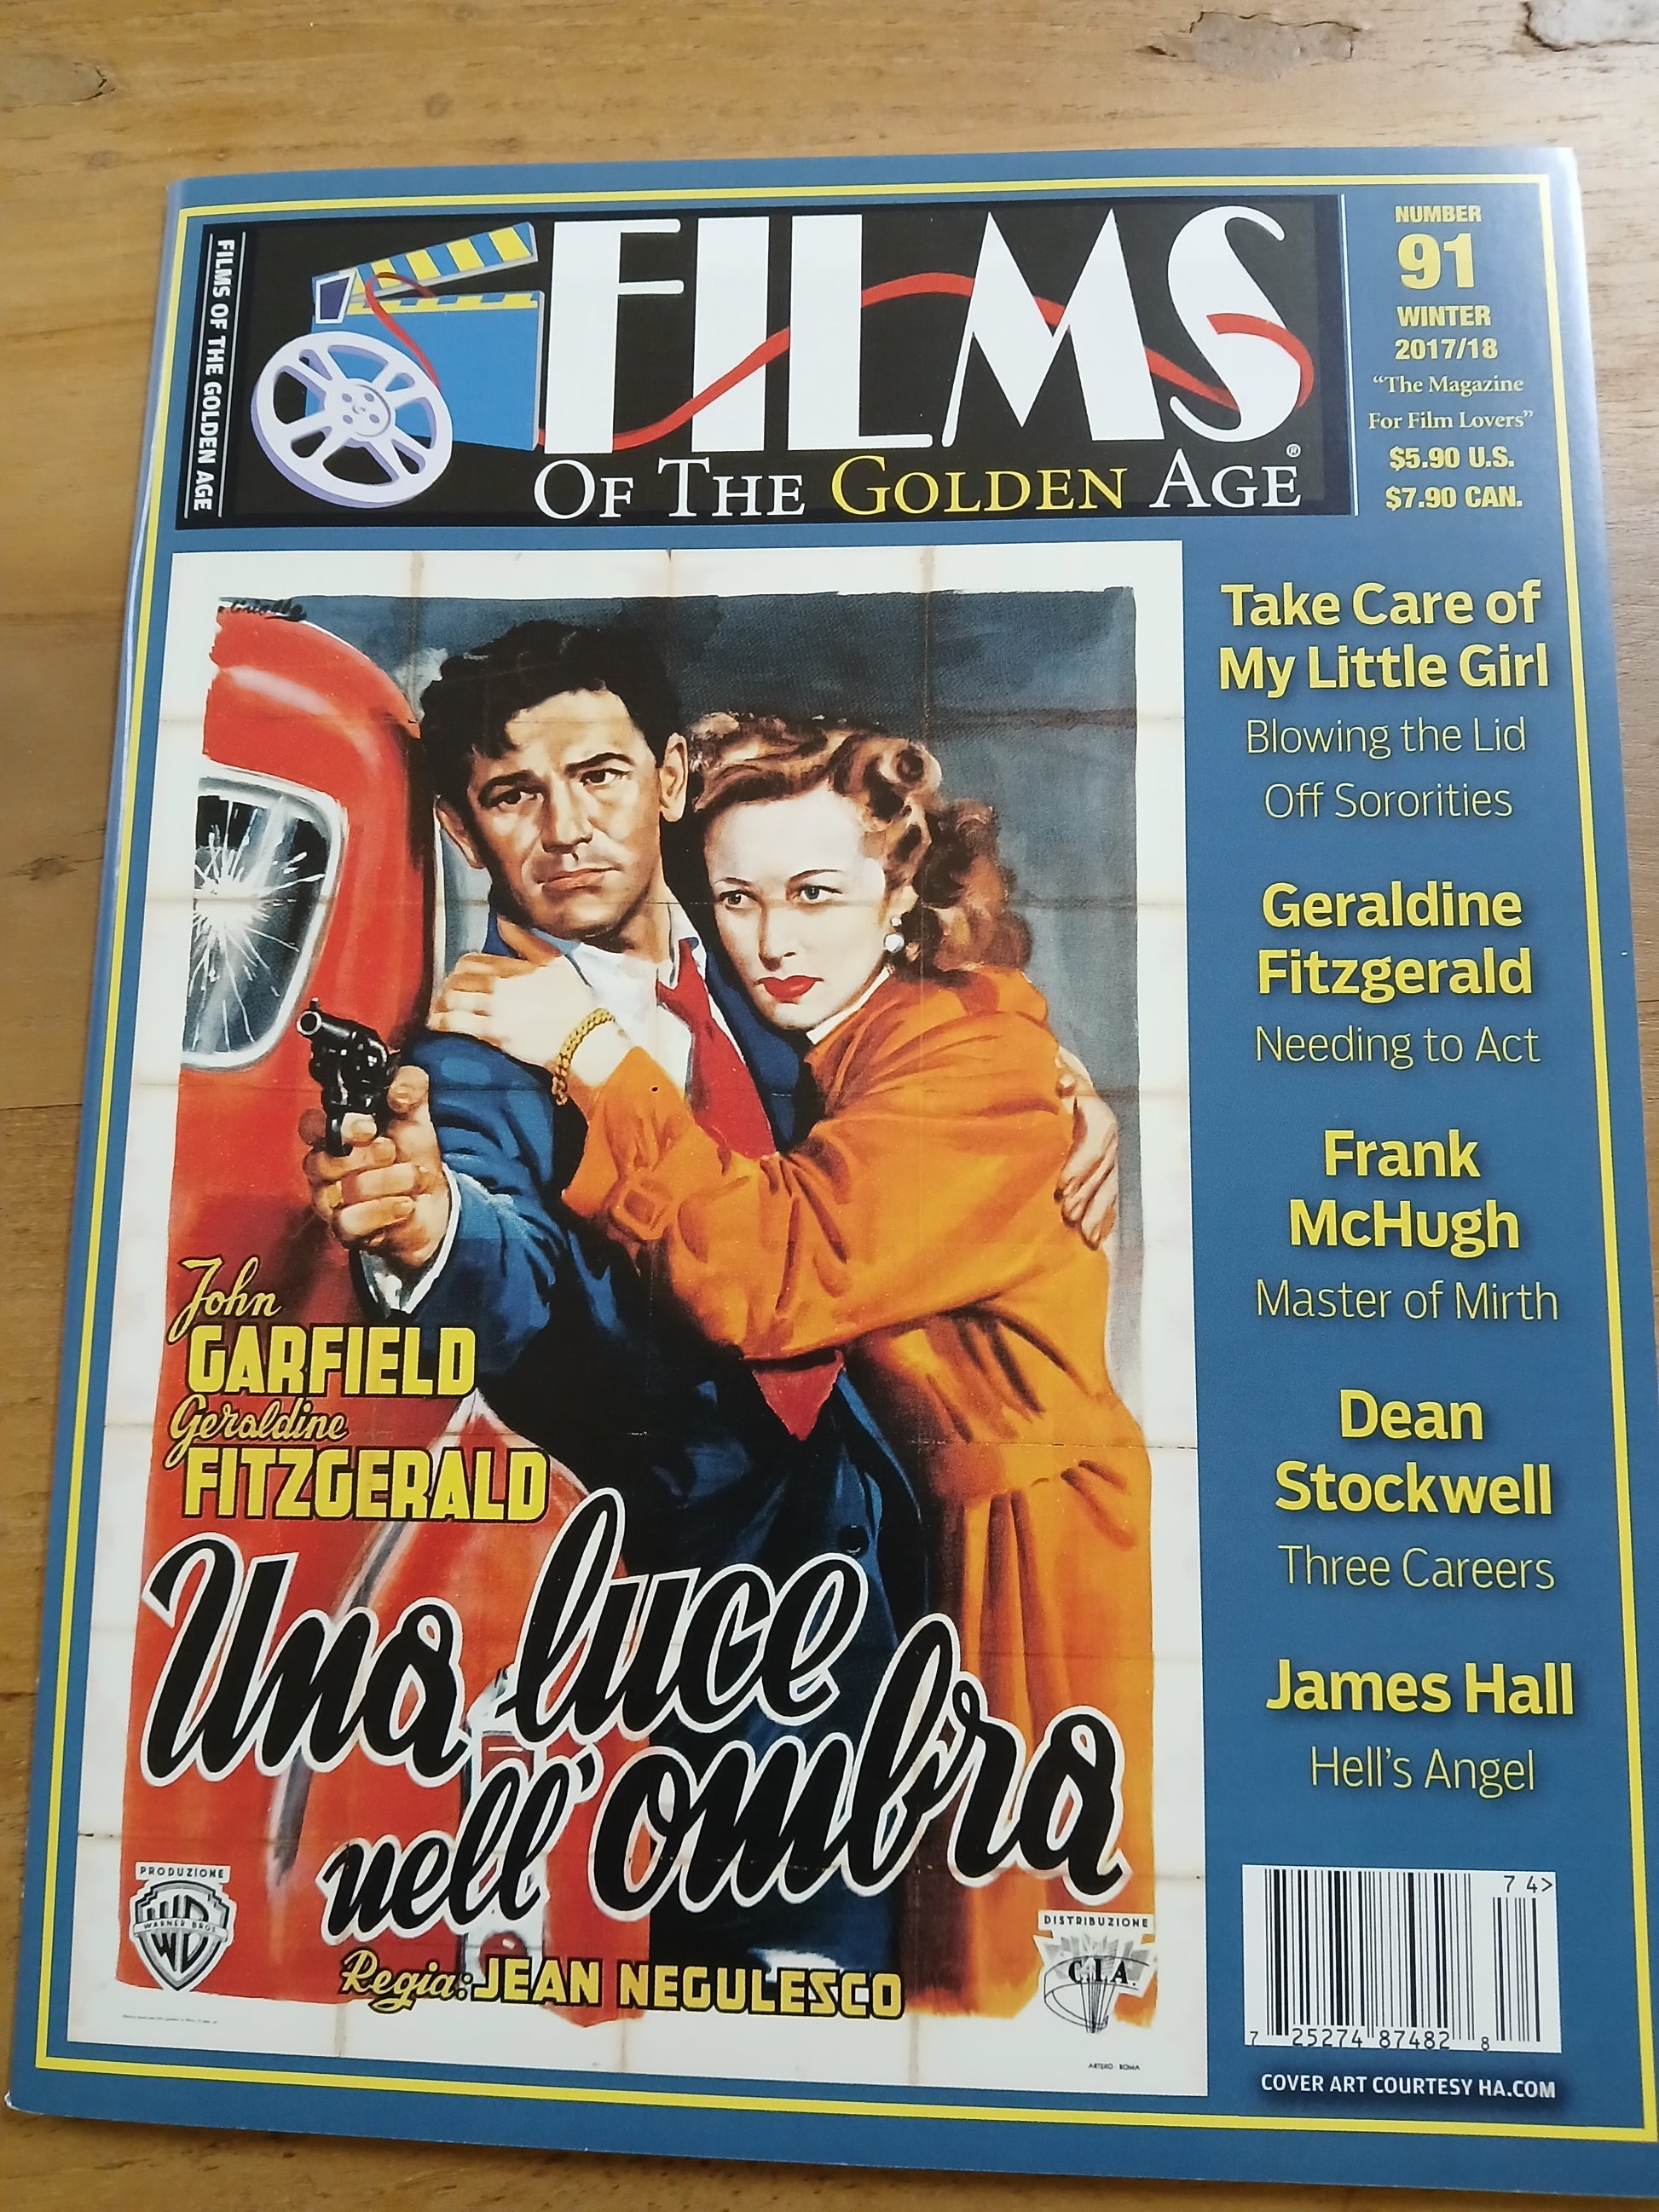 FILMS OF THE GOLDEN AGE
FILMS
OF THE GOLDEN AGE®
NUMBER
91
WINTER
2017/18
“The Magazine
For Film Lovers”
$5.90 U.S.
$7.90 CAN.
Take Care of
My Little Girl
Blowing the Lid
Off Sororities
Geraldine
Fitzgerald
Needing to Act
Frank
McHugh
Master of Mirth
Dean
Stockwell
Three Careers
James Hall
Hell's Angel
John
GARFIELD
Geraldine
FITZGERALD
Una luce
nell'ombra
Regia: JEAN NEGULESCO
PRODUZIONE
WARNER BROS
WB
DISTRIBUZIONE
C.I.A.
ARTERO ROMA
7 4>
7 25274 87482 8
COVER ART COURTESY HA.COM